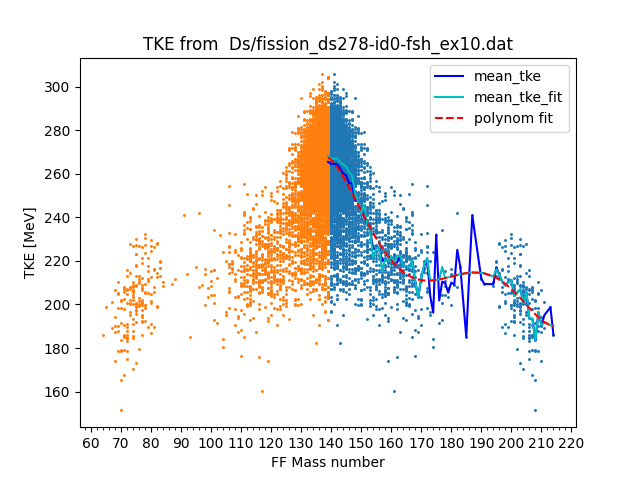 TKE from  Ds/fission_ds278-id0-fsh_ex10.dat
TKE [MeV]
300
280
260
240
220
200
180
160
mean_tke
mean_tke_fit
polynom fit
60 70 80 90 100 110 120 130 140 150 160 170 180 190 200 210 220
FF Mass number